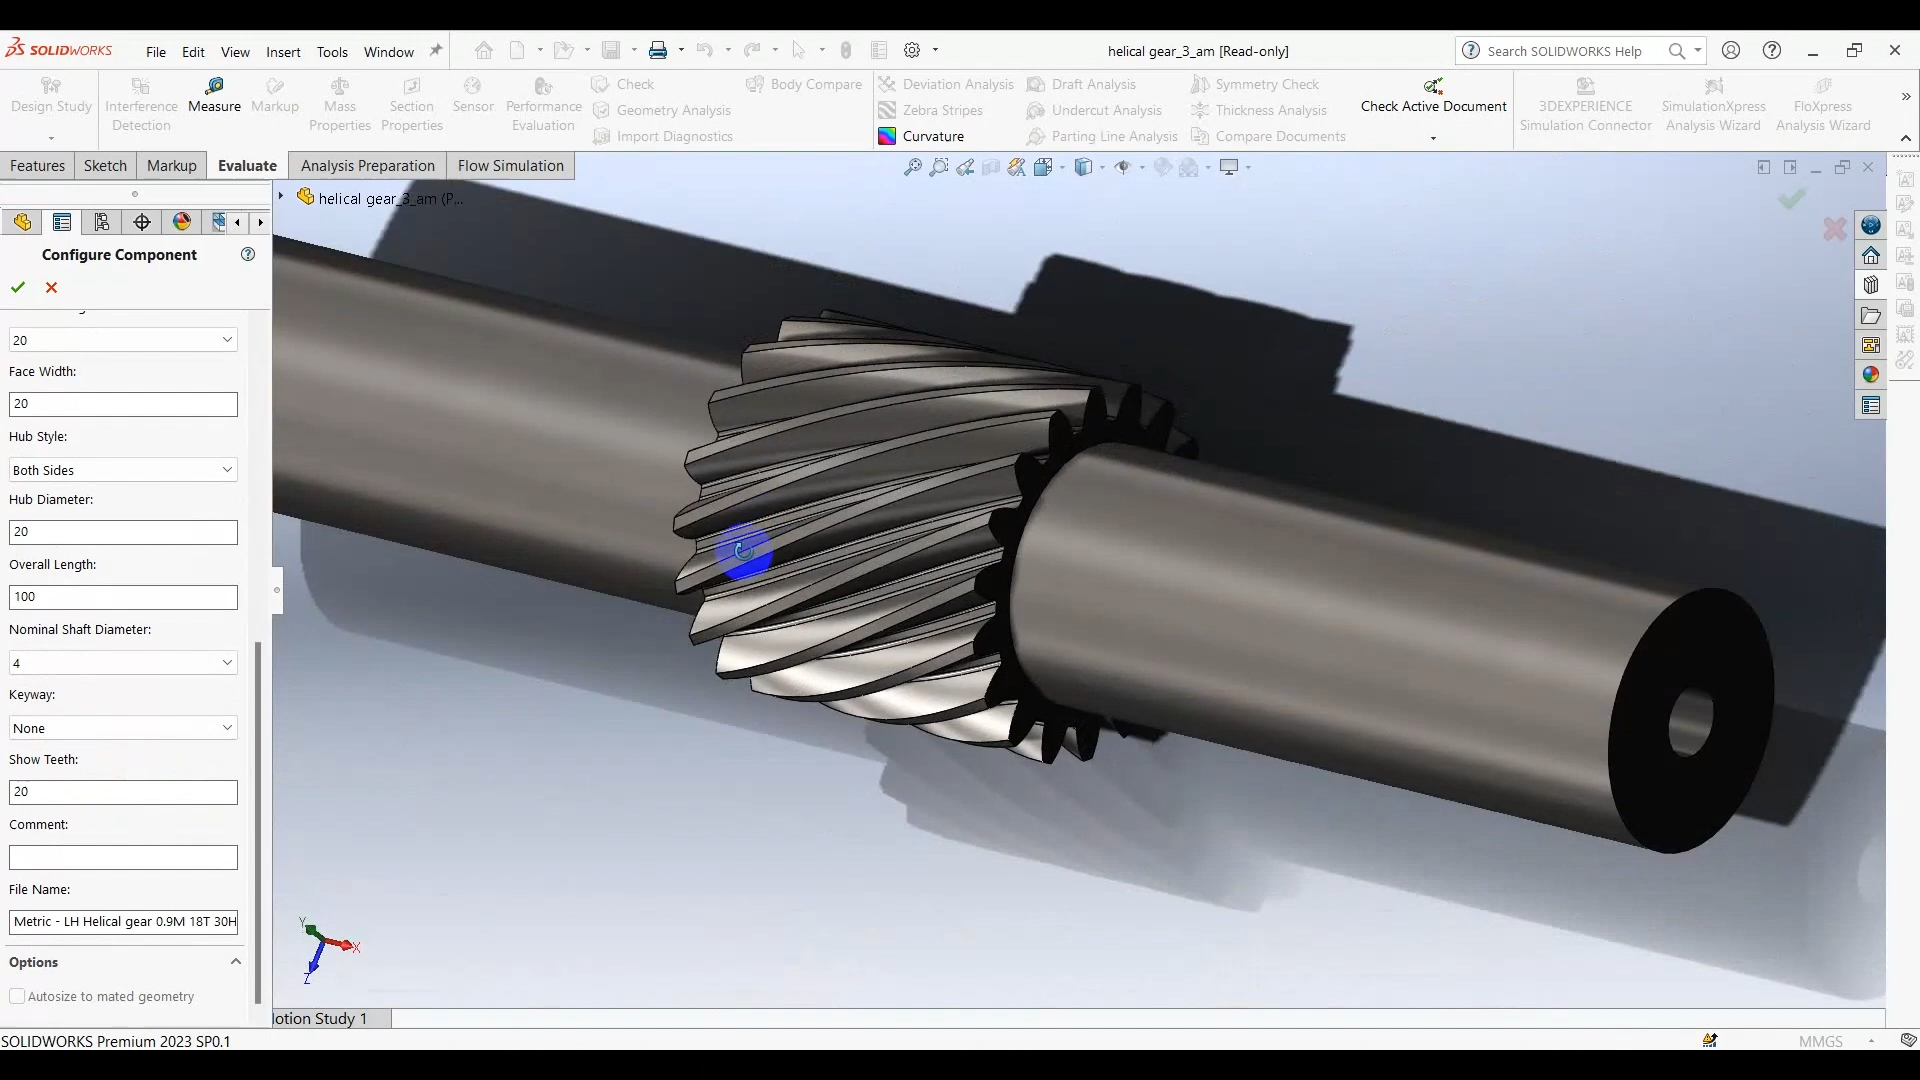 SOLIDWORKS
File Edit View Insert Tools Window
helical gear_3_am [Read-only]
Search SOLIDWORKS Help
Design Study
Interference Detection
Measure
Markup
Mass Properties
Section Properties
Sensor
Performance Evaluation
Check
Geometry Analysis
Import Diagnostics
Body Compare
Deviation Analysis
Zebra Stripes
Curvature
Draft Analysis
Undercut Analysis
Parting Line Analysis
Symmetry Check
Thickness Analysis
Compare Documents
Check Active Document
3DEXPERIENCE Simulation Connector
SimulationXpress Analysis Wizard
FloXpress Analysis Wizard
Features Sketch Markup Evaluate Analysis Preparation Flow Simulation
helical gear_3_am (P...
Configure Component
20
Face Width:
20
Hub Style:
Both Sides
Hub Diameter:
20
Overall Length:
100
Nominal Shaft Diameter:
4
Keyway:
None
Show Teeth:
20
Comment:
File Name:
Metric - LH Helical gear 0.9M 18T 30H
Options
Autosize to mated geometry
Y
X
Z
otion Study 1
SOLIDWORKS Premium 2023 SP0.1
MMGS